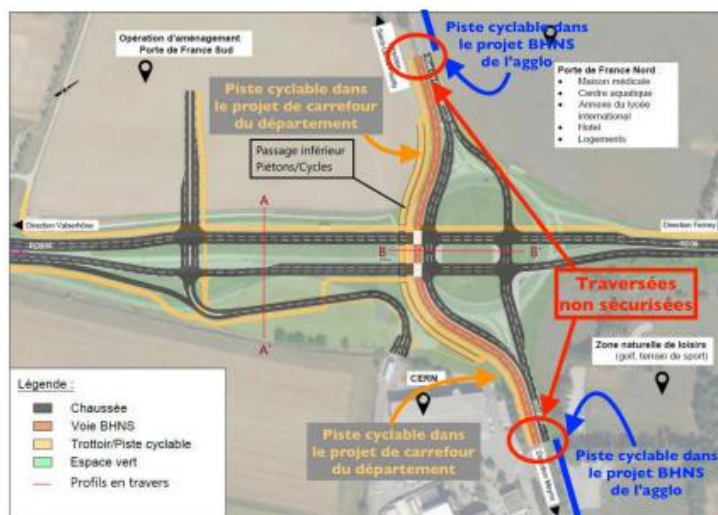 Opération d'aménagement
Porte de France Sud
Piste cyclable dans
le projet BHNS
de l'agglo
Piste cyclable dans
le projet de carrefour
du département
Porte de France Nord :
• Maison médicale
• Centre aquatique
• Annexes du lycée
international
• Hotel
• Logements
Passage inférieur
Piétons/Cycles
A
Direction Valserhône
Direction Ferney
B
B'
Traversées
non sécurisées
A'
Zone naturelle de loisirs
(golf, terrain de sport)
CERN
Légende :
Chaussée
Voie BHNS
Trottoir/Piste cyclable
Espace vert
Profils en travers
Piste cyclable dans
le projet de carrefour
du département
Piste cyclable dans
le projet BHNS
de l'agglo